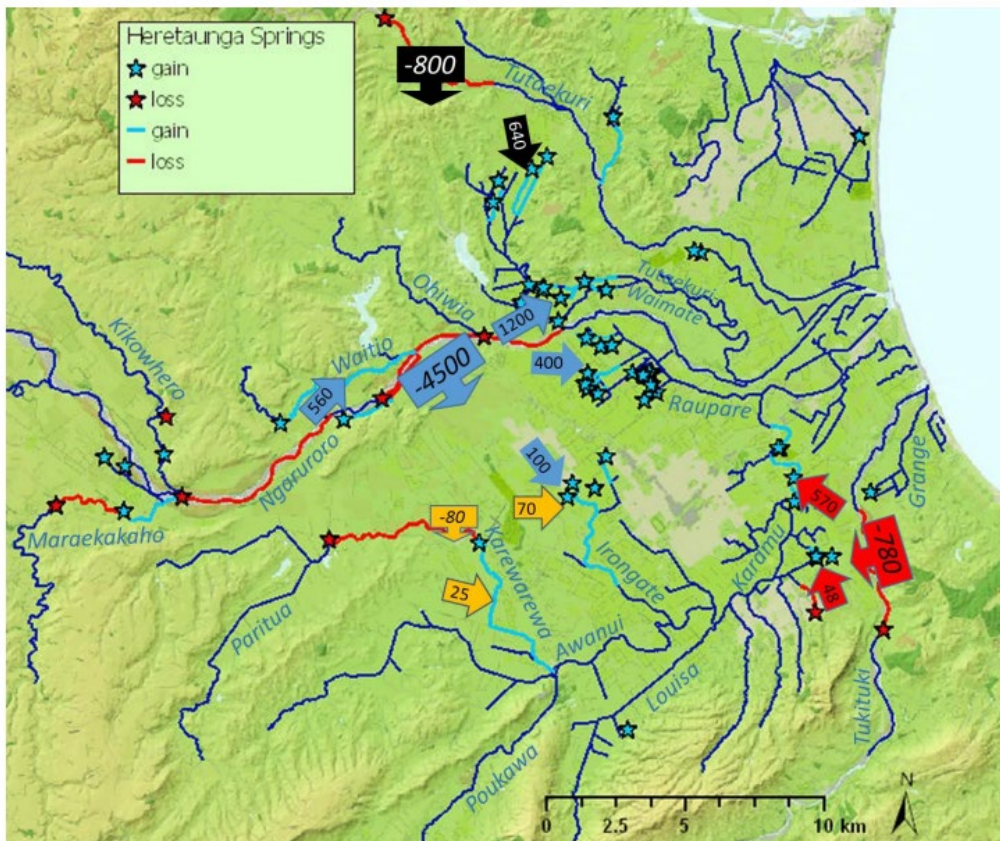 Heretaunga Springs
gain
loss
gain
loss
-800
Tutaekuri
640
Ohiwia
1200
Tutaekuri
Waimate
Kikowhero
Waitio
560
-4500
400
Raupare
Ngaruroro
Maraekakaho
100
70
-80
Karewarewa
25
Irongate
Karamu
570
-780
48
Grange
Paritua
Awanui
Louisa
Poukawa
Tukituki
N
0 2.5 5 10 km